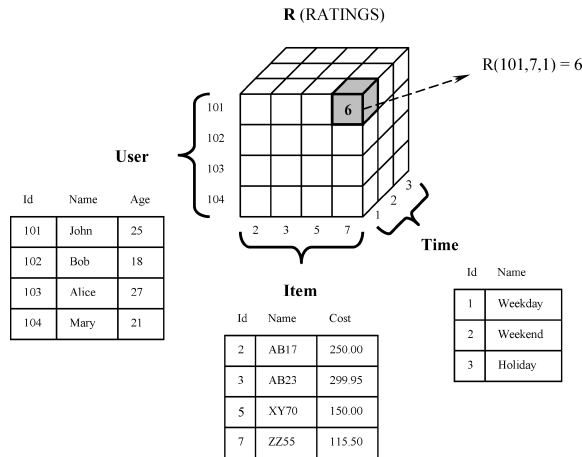 R (RATINGS)
R(101,7,1) = 6
6
101
102
103
104
User
2 3 5 7
1
2
3
Time
Item
Id Name Age
101 John 25
102 Bob 18
103 Alice 27
104 Mary 21
Id Name Cost
2 AB17 250.00
3 AB23 299.95
5 XY70 150.00
7 ZZ55 115.50
Id Name
1 Weekday
2 Weekend
3 Holiday